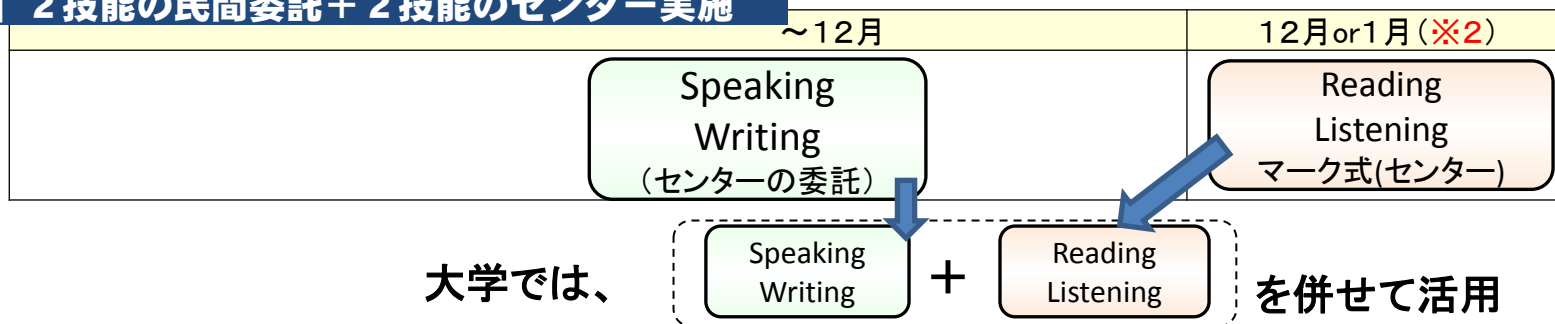 2技能の民間委託+2技能のセンター実施
~12月
12月or1月(※2)
Speaking
Writing
(センターの委託)
Reading
Listening
マーク式(センター)
大学では、
Speaking
Writing
+
Reading
Listening
を併せて活用